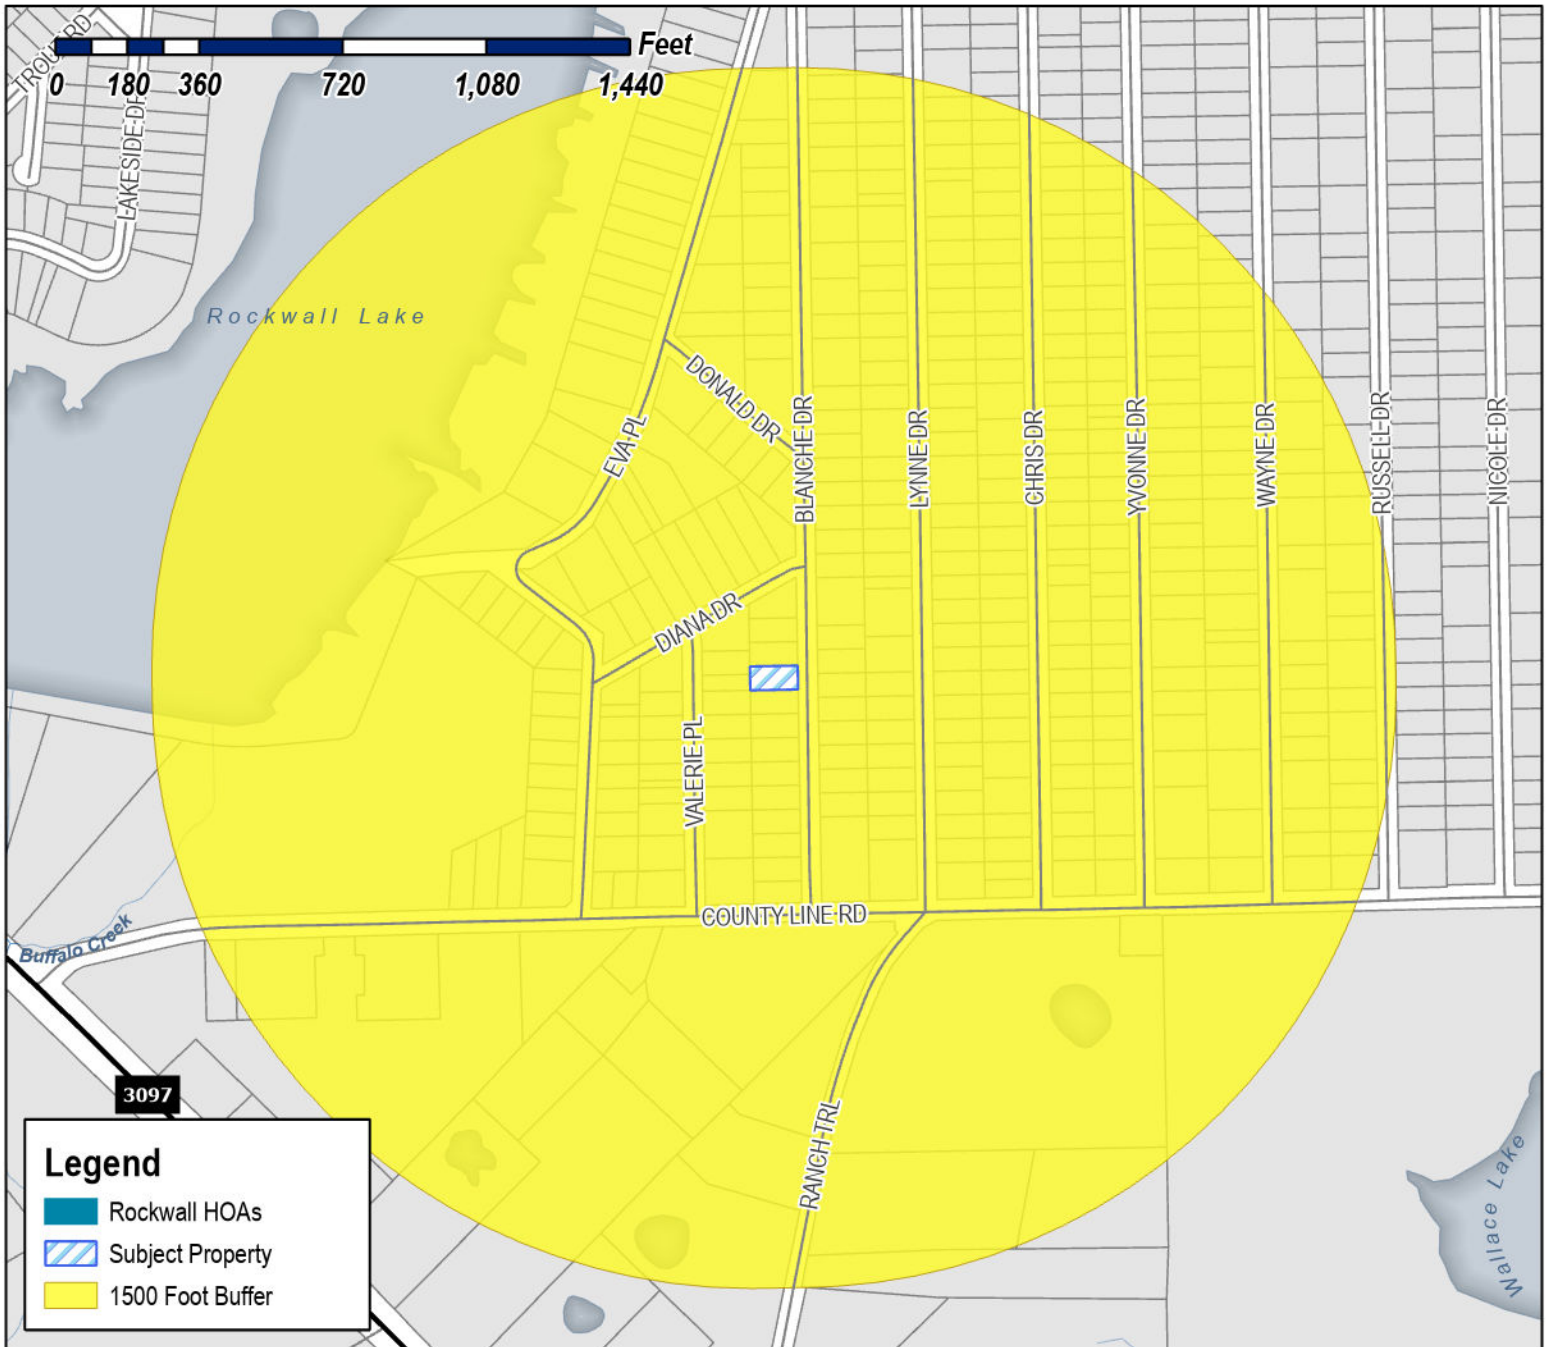 TROUT RD
Feet
0 180 360 720 1,080 1,440
LAKESIDE DR
Rockwall Lake
DONALD DR
EVA PL
BLANCHE DR
LYNNE DR
CHRIS DR
YVONNE DR
WAYNE DR
RUSSELL DR
NICOLE DR
DIANA DR
VALERIE PL
COUNTY LINE RD
Buffalo Creek
3097
RANCH TRL
Wallace Lake
Legend
Rockwall HOAs
Subject Property
1500 Foot Buffer